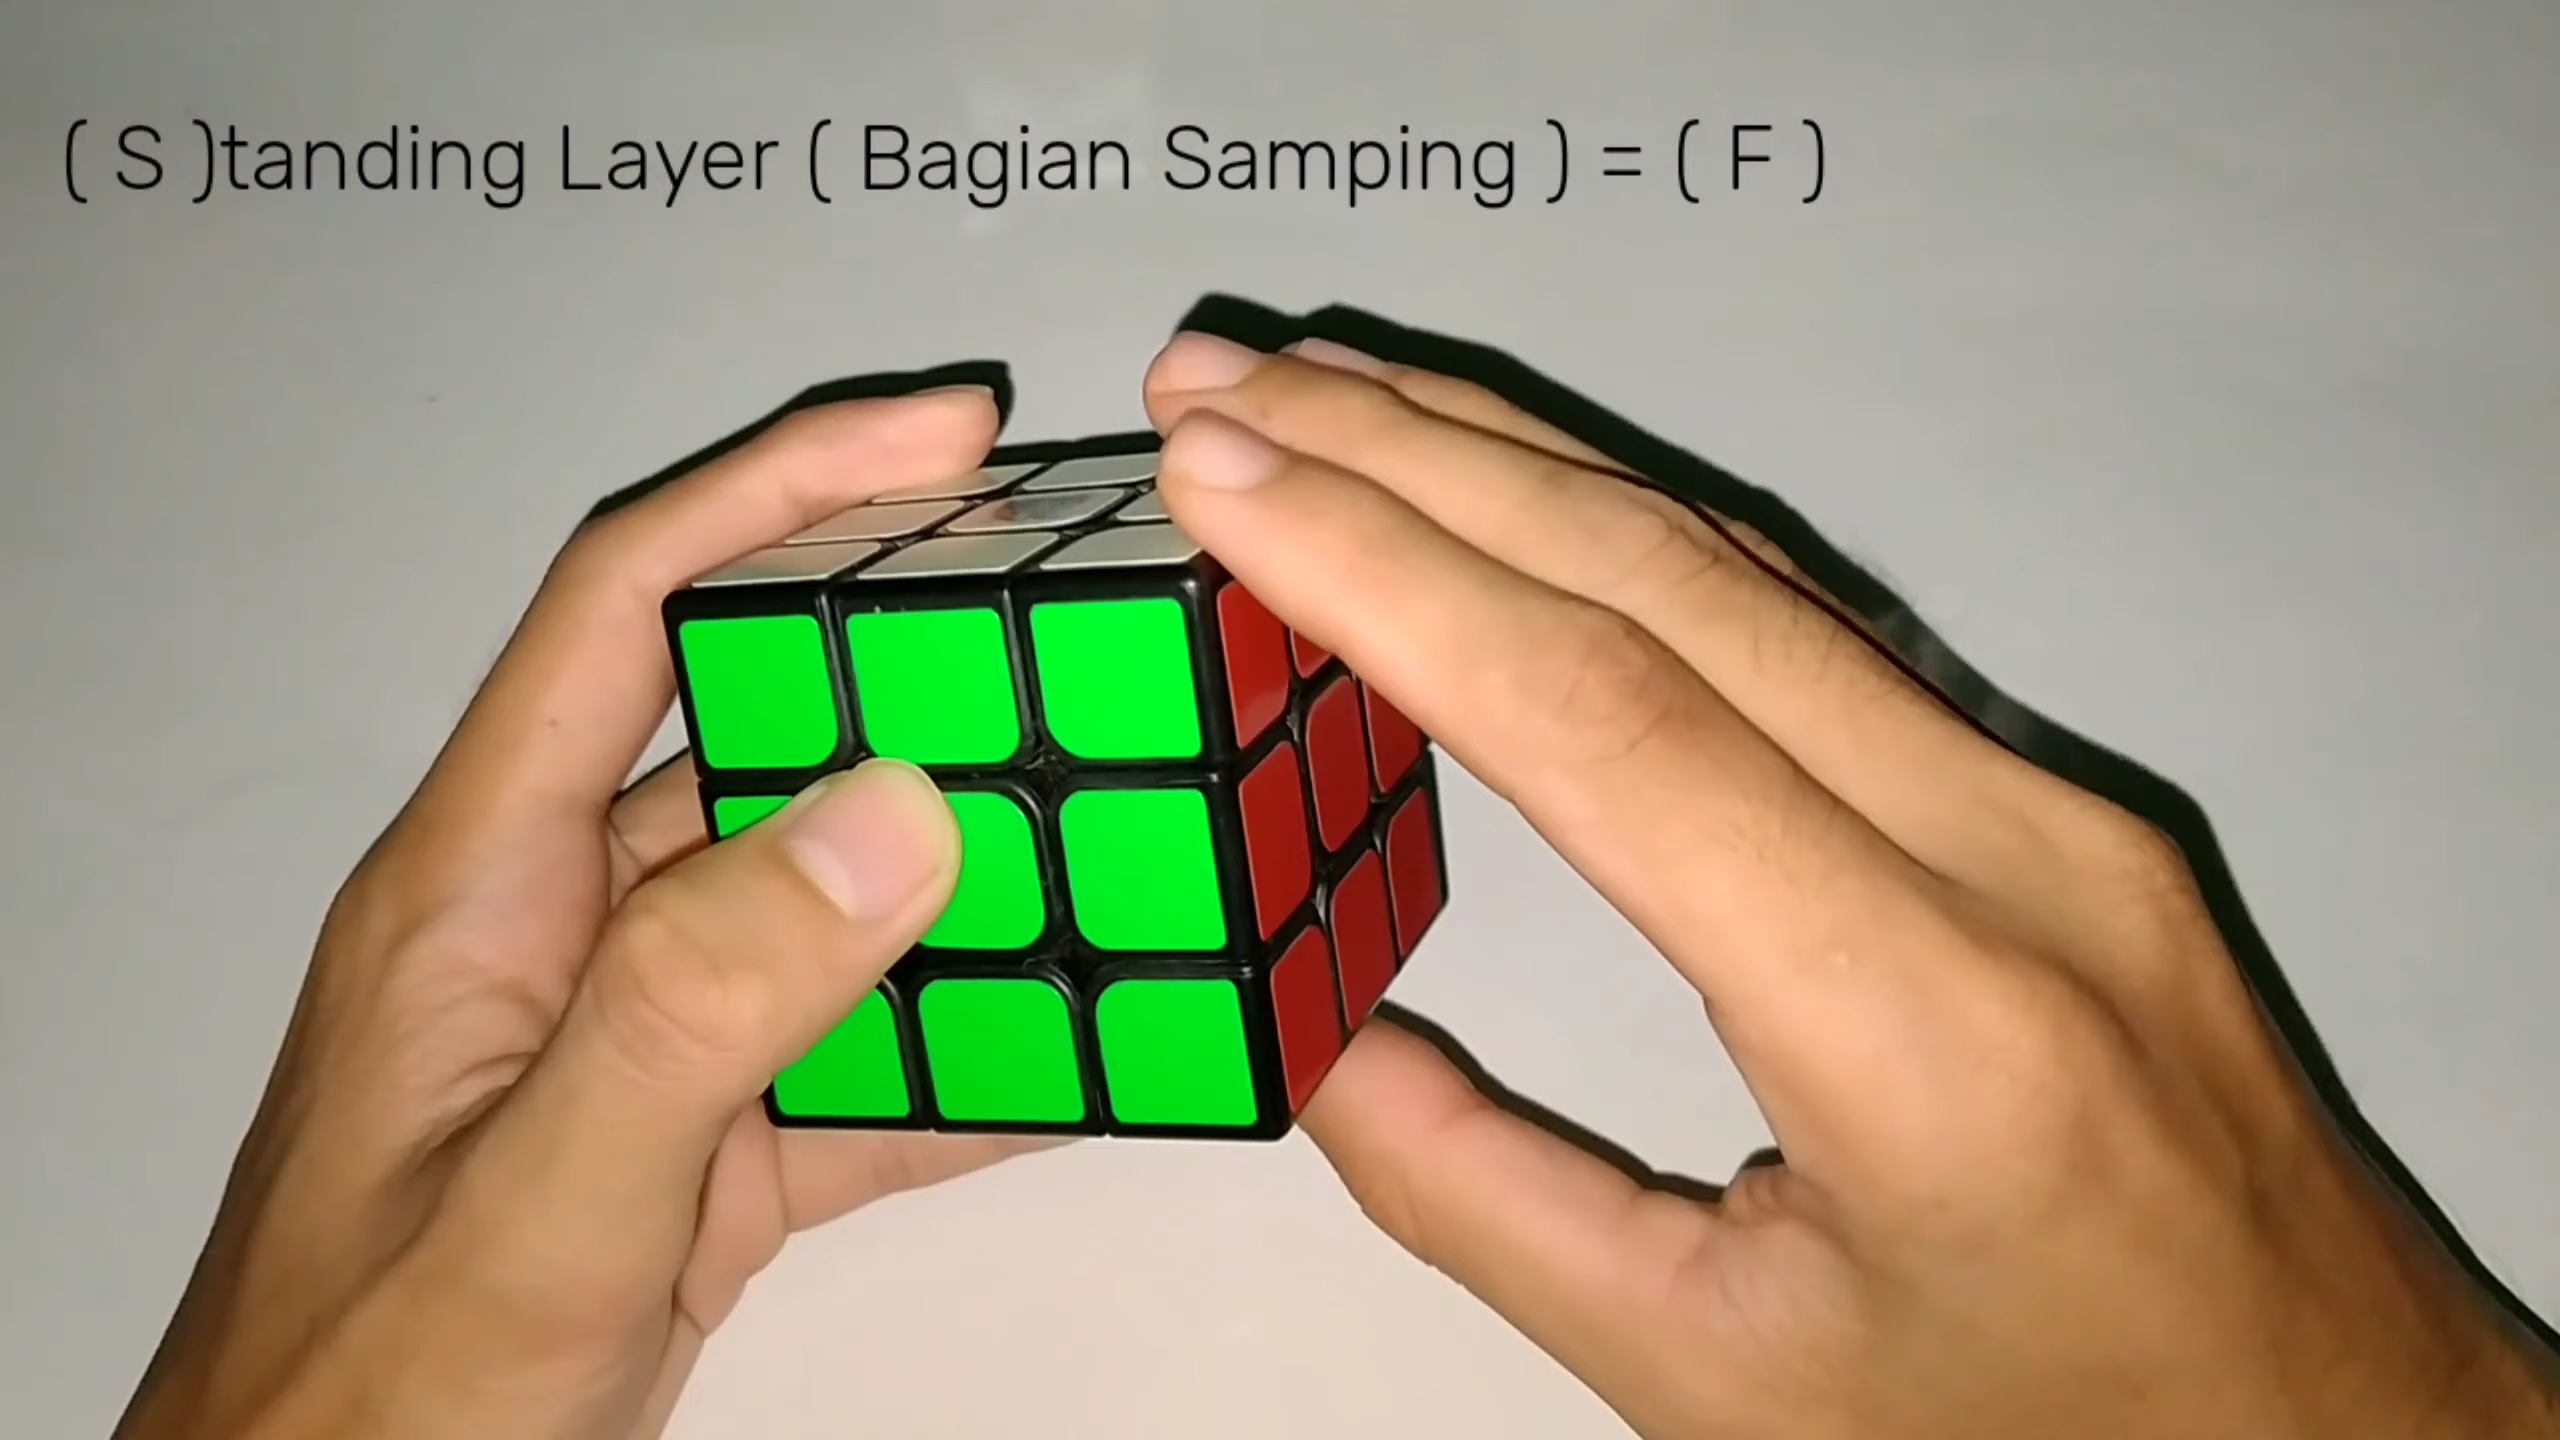 ( S )tanding Layer ( Bagian Samping ) = ( F )